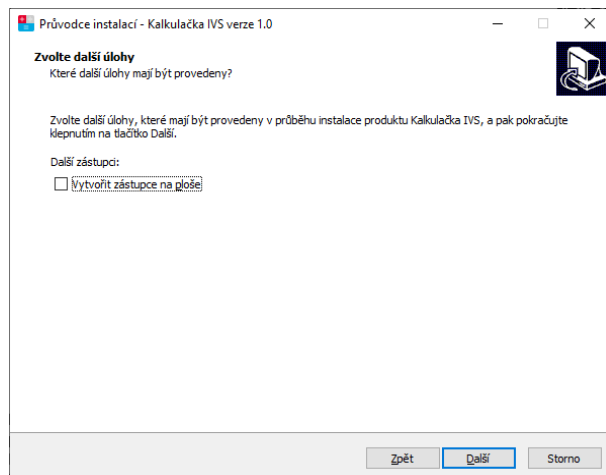 Průvodce instalací - Kalkulačka IVS verze 1.0
Zvolte další úlohy
Které další úlohy mají být provedeny?
Zvolte další úlohy, které mají být provedeny v průběhu instalace produktu Kalkulačka IVS, a pak pokračujte
klepnutím na tlačítko Další.
Další zástupci:
Vytvořit zástupce na ploše
Zpět
Další
Storno